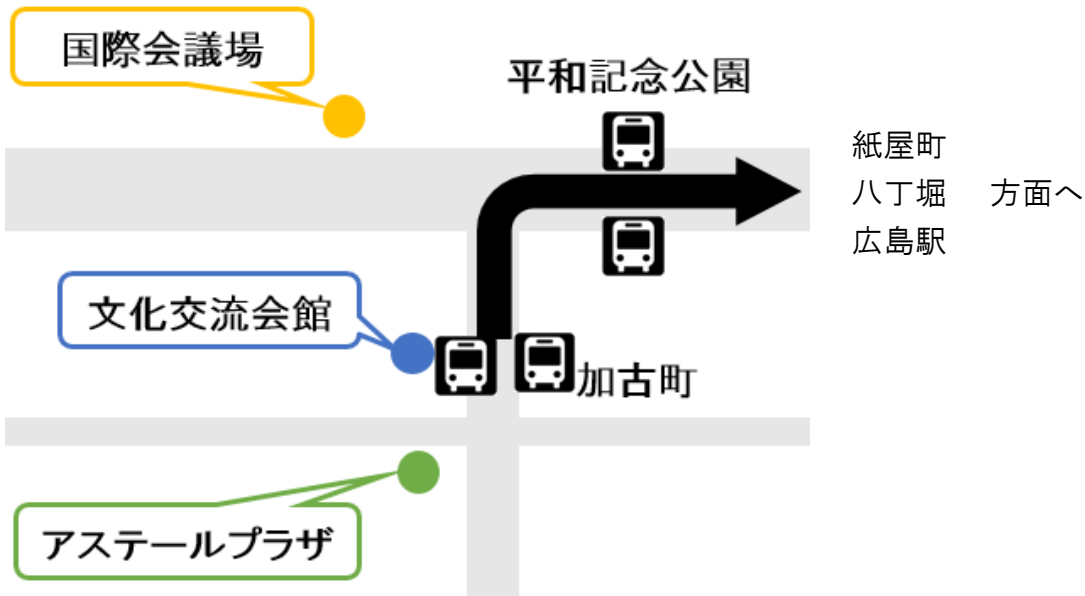 国際会議場
平和記念公園
紙屋町
八丁堀 方面へ
広島駅
文化交流会館
加古町
アステールプラザ